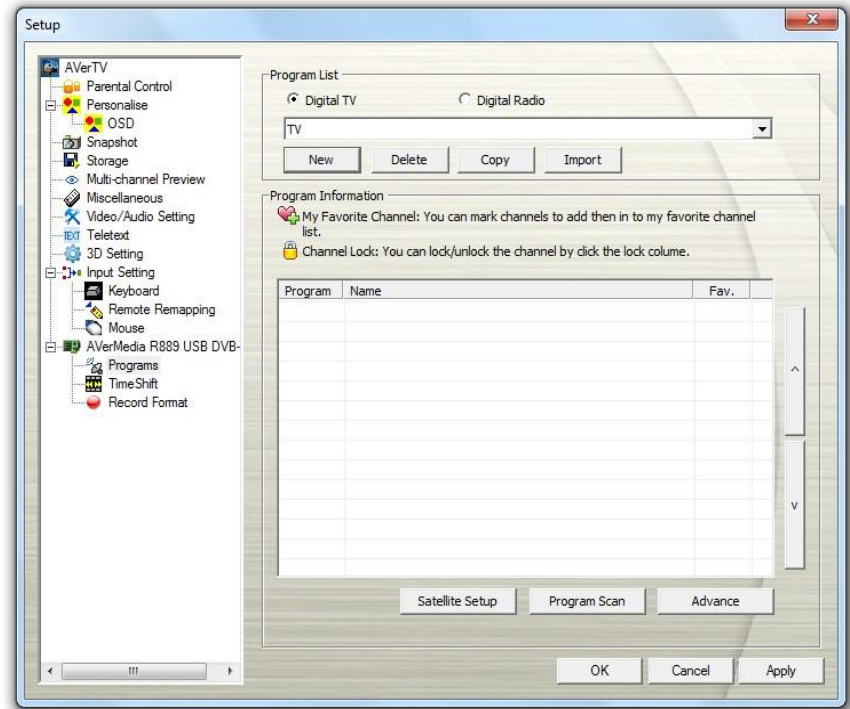 Setup
AVerTV
Parental Control
Personalise
OSD
Snapshot
Storage
Multi-channel Preview
Miscellaneous
Video/Audio Setting
TEXT Teletext
3D Setting
Input Setting
Keyboard
Remote Remapping
Mouse
AVerMedia R889 USB DVB-
Programs
TimeShift
Record Format
Program List
Digital TV Digital Radio
TV
New Delete Copy Import
Program Information
My Favorite Channel: You can mark channels to add then in to my favorite channel
list.
Channel Lock: You can lock/unlock the channel by click the lock colume.
Program Name Fav.
Satellite Setup Program Scan Advance
OK Cancel Apply